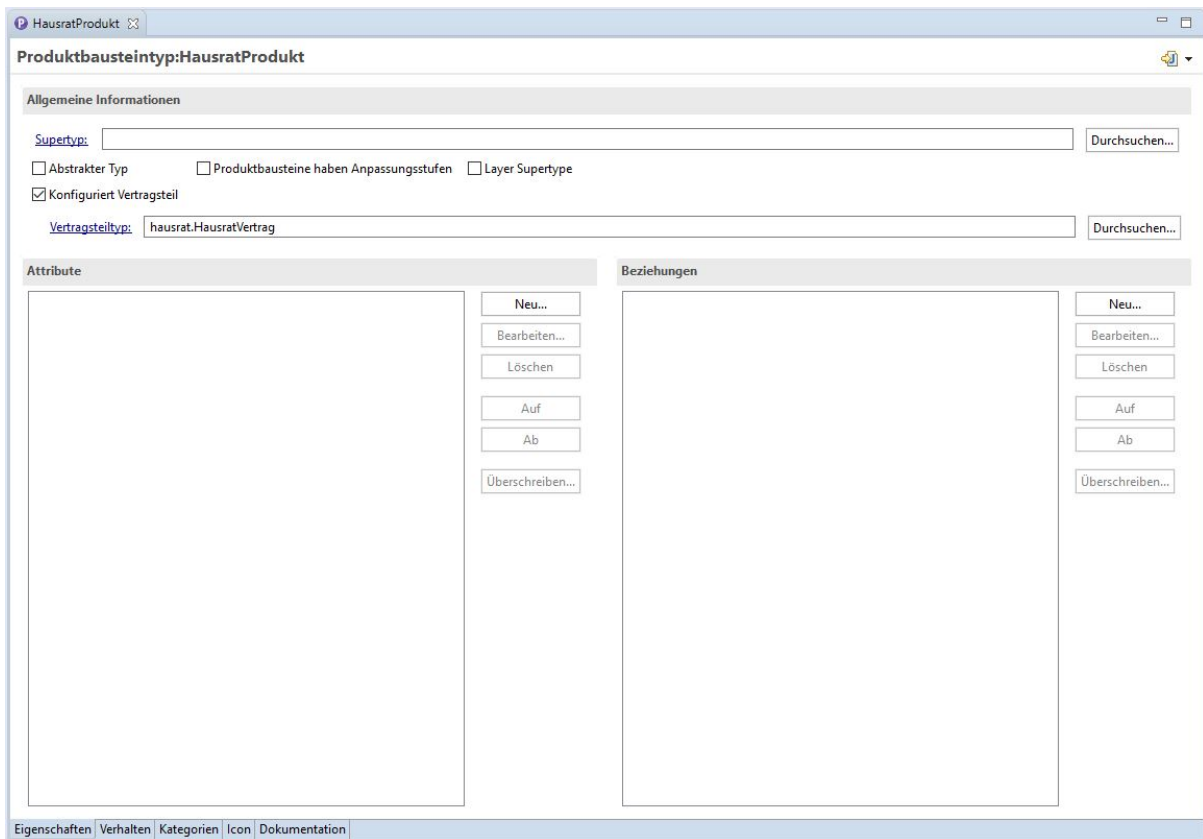 HausratProdukt
Produktbausteintyp:HausratProdukt
Allgemeine Informationen
Supertyp:
Durchsuchen...
Abstrakter Typ
Produktbausteine haben Anpassungsstufen
Layer Supertype
Konfiguriert Vertragsteil
Vertragsteiltyp:
hausrat.HausratVertrag
Durchsuchen...
Attribute
Neu...
Bearbeiten...
Löschen
Auf
Ab
Überschreiben...
Beziehungen
Neu...
Bearbeiten...
Löschen
Auf
Ab
Überschreiben...
Eigenschaften
Verhalten
Kategorien
Icon
Dokumentation